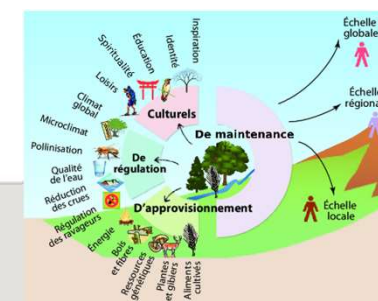 Inspiration
Identité
Éducation
Spiritualité
Loisirs
Climat
global
Microclimat
Pollinisation
Qualité
de l'eau
Réduction
des crues
Régulation
des ravageurs
Énergie
Bois
et fibres
Ressources
génétiques
Plantes
et gibiers
Aliments
cultivés
Culturels
De
régulation
D'approvisionnement
De maintenance
Échelle
globale
Échelle
régiona
Échelle
locale